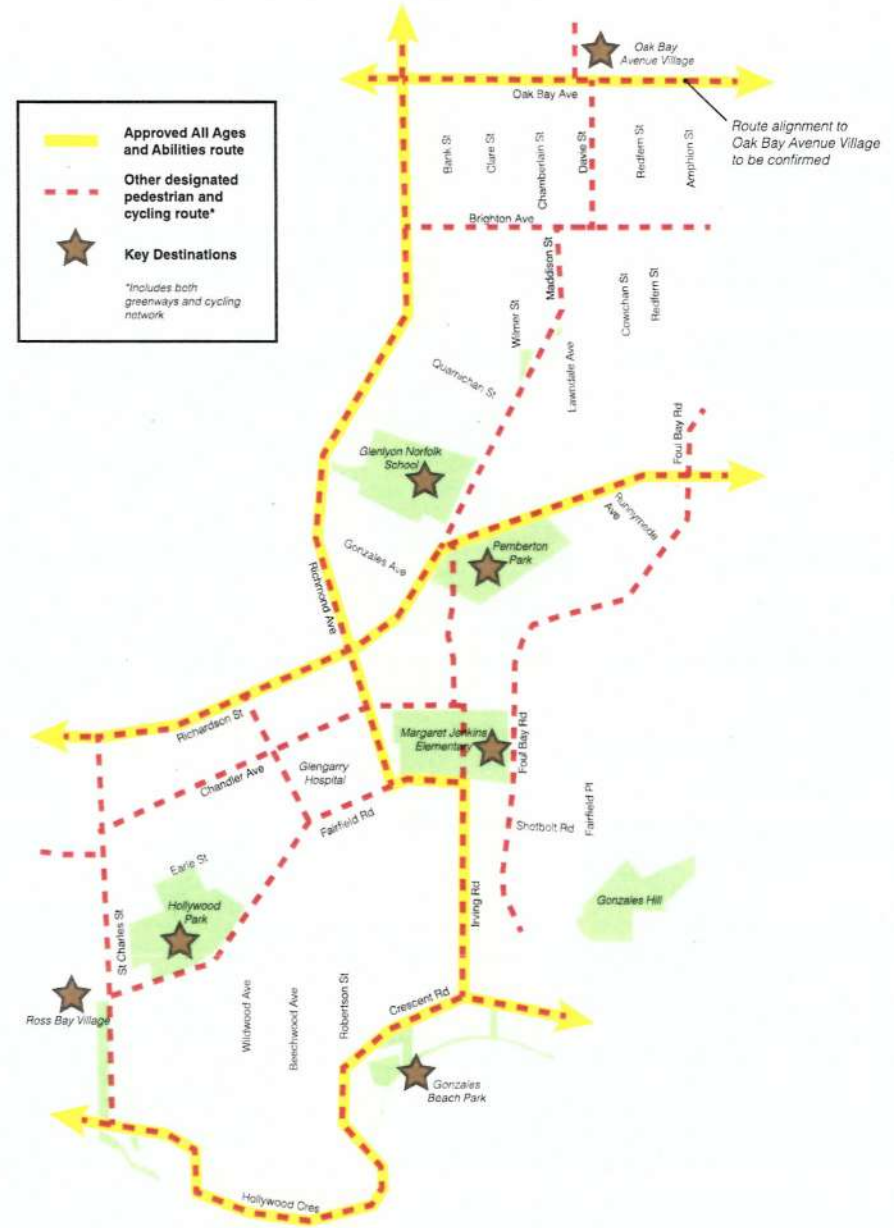 Oak Bay
Avenue Village
Oak Bay Ave
Route alignment to
Oak Bay Avenue Village
to be confirmed
Approved All Ages
and Abilities route
Other designated
pedestrian and
cycling route*
Key Destinations
*Includes both
greenways and cycling
network
Bank St
Clare St
Chamberlain St
Davie St
Redfern St
Amphion St
Brighton Ave
Maddison St
Wilmer St
Lawndale Ave
Cowichan St
Redfern St
Quamichan St
Foul Bay Rd
Glenlyon Norfolk
School
Runnymede
Ave
Gonzales Ave
Pemberton
Park
Richmond Ave
Richardson St
Margaret Jenkins
Elementary
Foul Bay Rd
Chandler Ave
Glengarry
Hospital
Fairfield Rd
Shotbolt Rd
Fairfield Pl
Earle St
Hollywood
Park
Gonzales Hill
Irving Rd
St Charles St
Ross Bay Village
Wildwood Ave
Beechwood Ave
Robertson St
Crescent Rd
Gonzales
Beach Park
Hollywood Cres